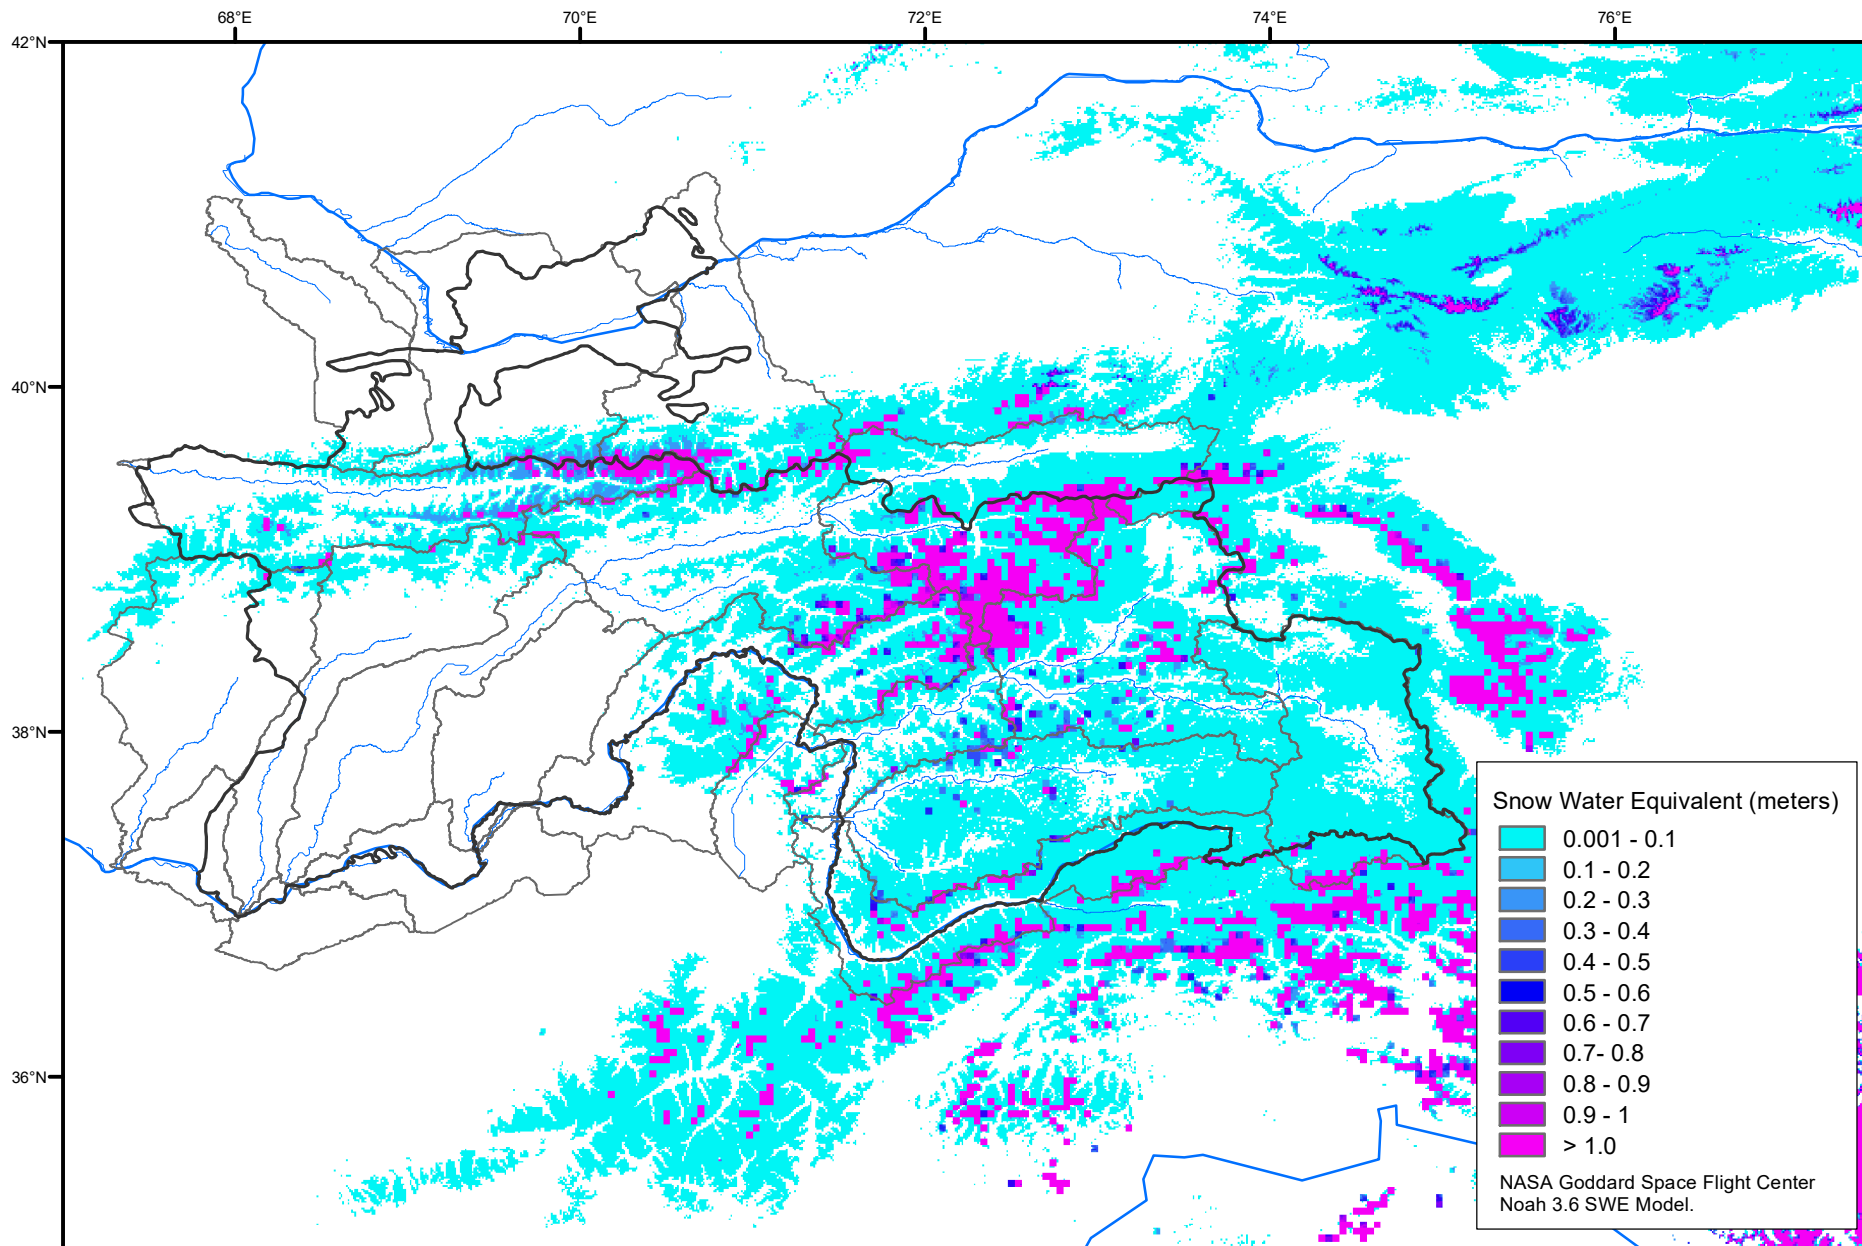 68°E 70°E 72°E 74°E 76°E
42°N
40°N
38°N
36°N
Snow Water Equivalent (meters)
0.001 - 0.1
0.1 - 0.2
0.2 - 0.3
0.3 - 0.4
0.4 - 0.5
0.5 - 0.6
0.6 - 0.7
0.7- 0.8
0.8 - 0.9
0.9 - 1
> 1.0
NASA Goddard Space Flight Center
Noah 3.6 SWE Model.